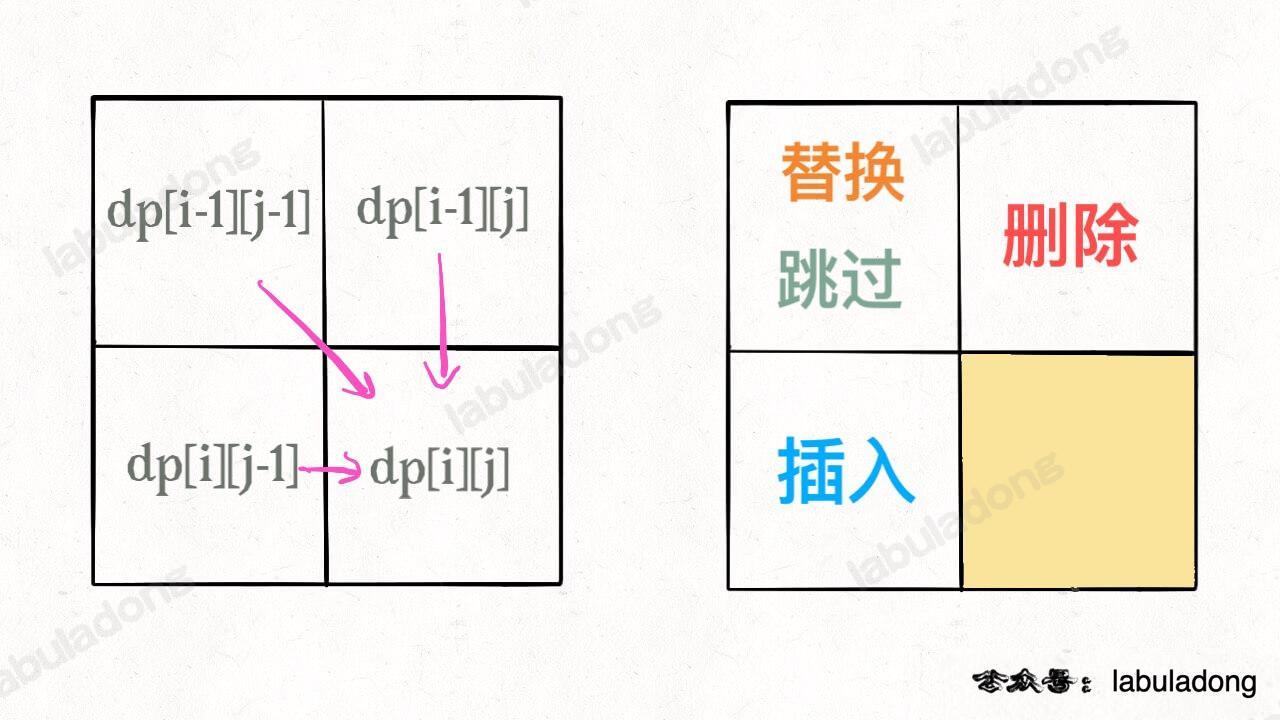 dp[i-1][j-1]
dp[i-1][j]
dp[i][j-1]
dp[i][j]
替换
跳过
删除
插入
公众号：labuladong
labuladong
labuladong
labuladong
labuladong
labuladong